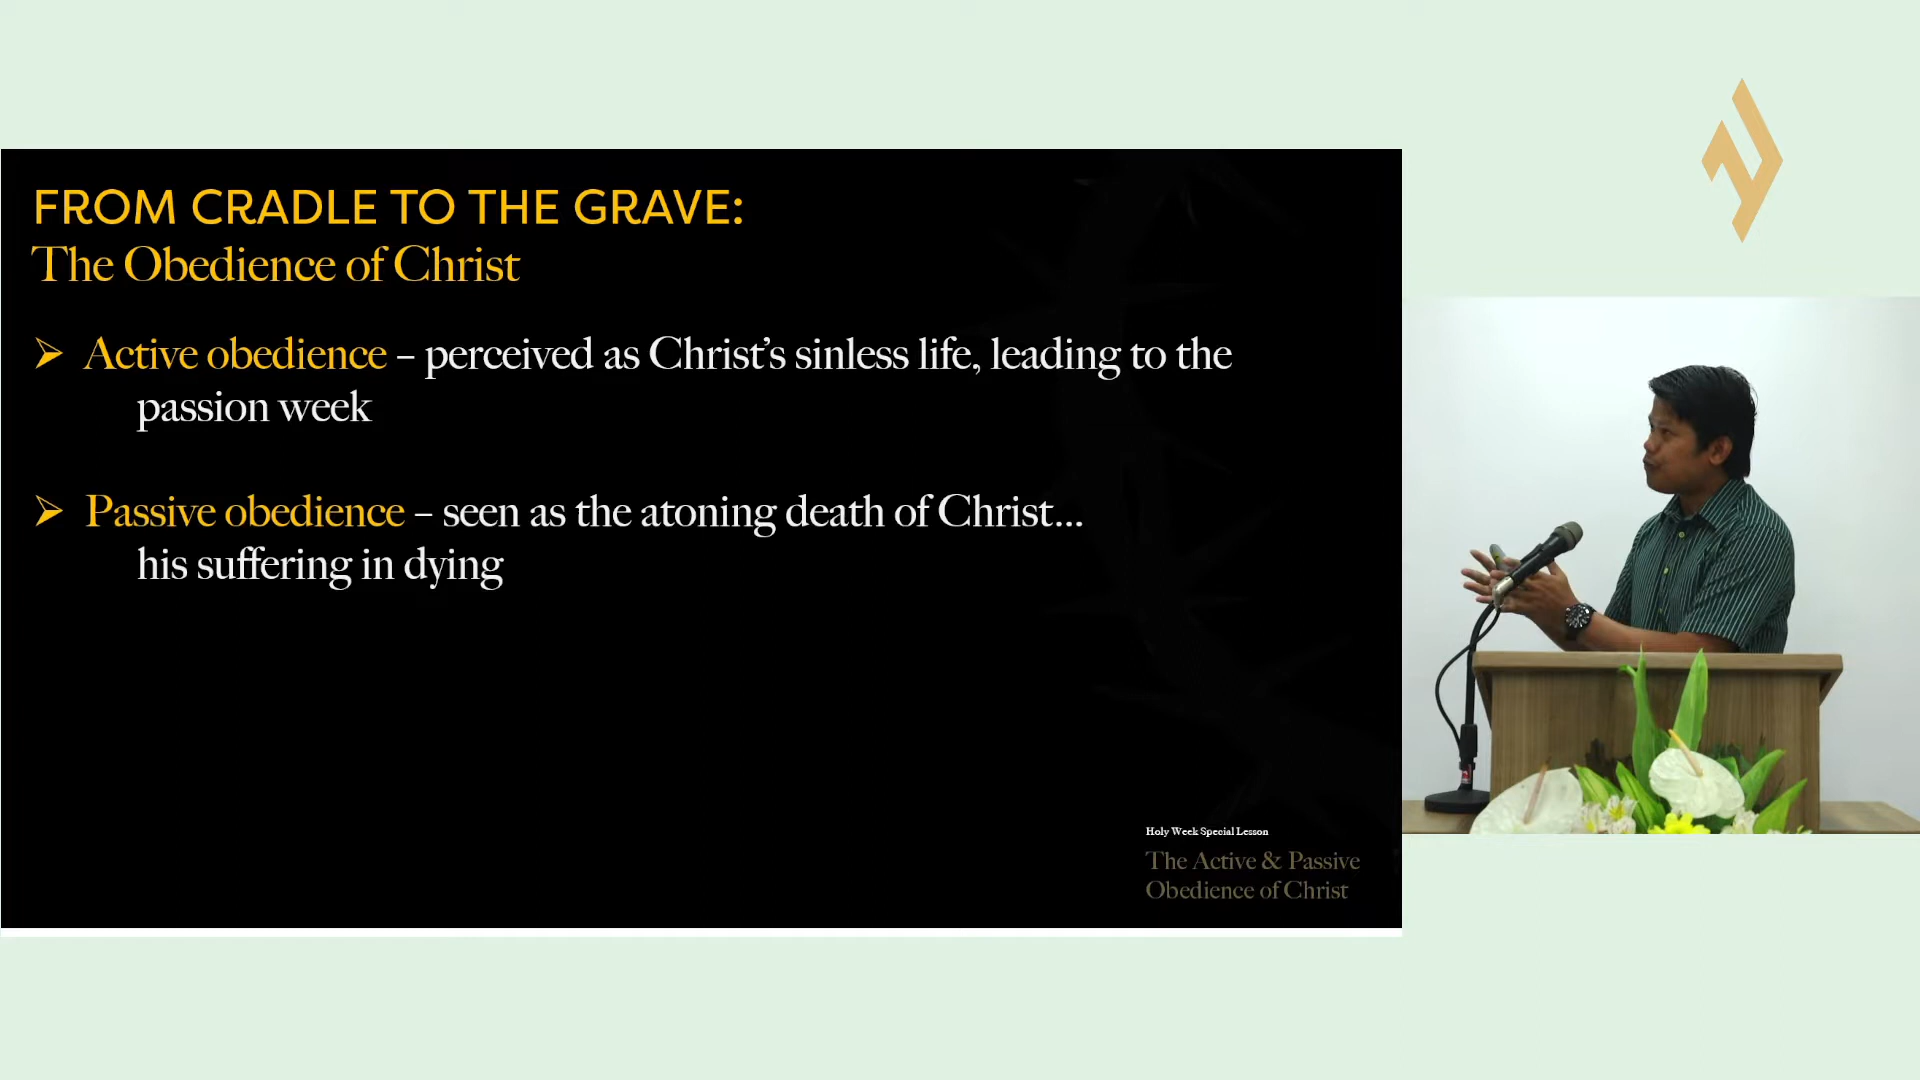 FROM CRADLE TO THE GRAVE:
The Obedience of Christ
Active obedience – perceived as Christ’s sinless life, leading to the
passion week
Passive obedience – seen as the atoning death of Christ...
his suffering in dying
Holy Week Special Lesson
The Active & Passive
Obedience of Christ